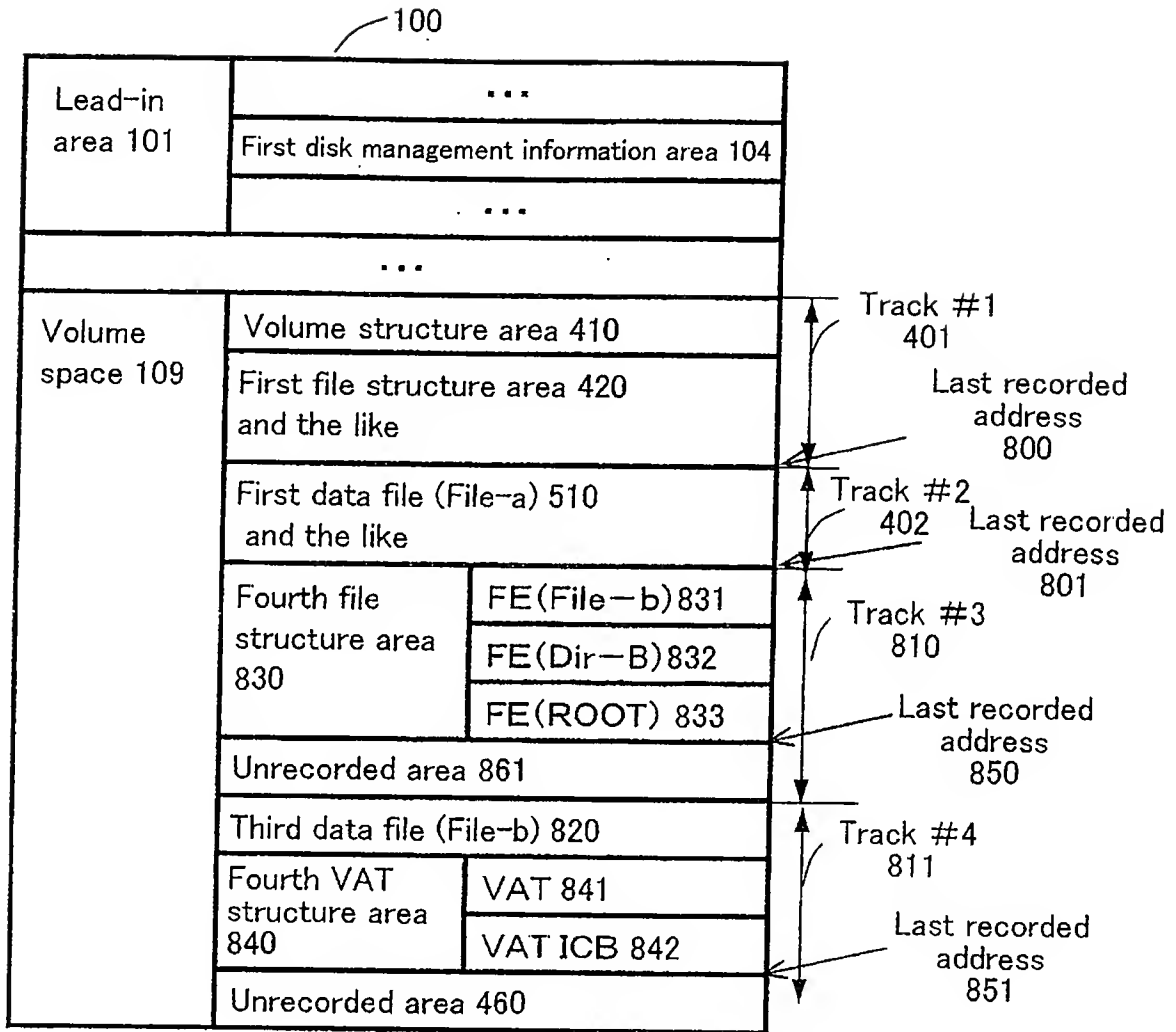 100
Lead-in
area 101
...
First disk management information area 104
...
...
Volume
space 109
Volume structure area 410
First file structure area 420
and the like
First data file (File-a) 510
and the like
Fourth file
structure area
830
FE(File-b)831
FE(Dir-B)832
FE(ROOT) 833
Unrecorded area 861
Third data file (File-b) 820
Fourth VAT
structure area
840
VAT 841
VAT ICB 842
Unrecorded area 460
Track #1
401
Last recorded
address
800
Track #2
402
Last recorded
address
801
Track #3
810
Last recorded
address
850
Track #4
811
Last recorded
address
851